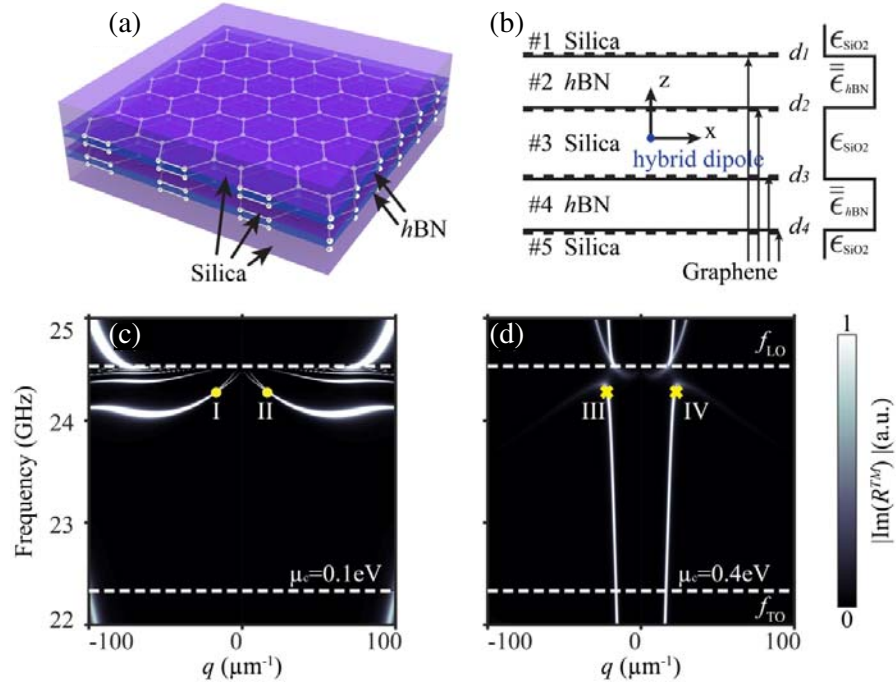 (a)
hBN
Silica
(b)
#1 Silica
d1
ϵSiO2
#2 hBN
z
ϵ̿hBN
d2
#3 Silica
x
hybrid dipole
ϵSiO2
d3
#4 hBN
ϵ̿hBN
d4
#5 Silica
ϵSiO2
Graphene
25
24
23
22
Frequency (GHz)
(c)
I
II
μc=0.1eV
-100
0
100
q (μm-1)
(d)
fLO
III
IV
μc=0.4eV
fTO
-100
0
100
q (μm-1)
1
0
|Im(RTM)|(a.u.)